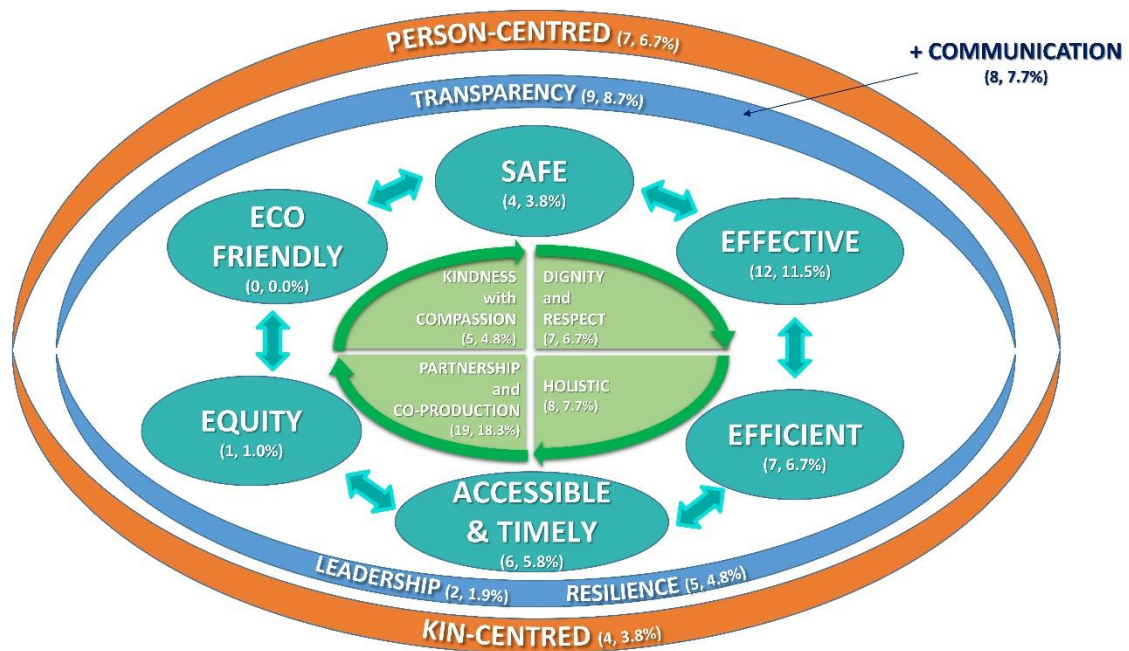 PERSON-CENTRED (7, 6.7%)
+ COMMUNICATION
(8, 7.7%)
TRANSPARENCY (9, 8.7%)
SAFE
(4, 3.8%)
ECO
FRIENDLY
(0, 0.0%)
EFFECTIVE
(12, 11.5%)
KINDNESS
with
COMPASSION
(5, 4.8%)
DIGNITY
and
RESPECT
(7, 6.7%)
PARTNERSHIP
and
CO-PRODUCTION
(19, 18.3%)
HOLISTIC
(8, 7.7%)
EQUITY
(1, 1.0%)
EFFICIENT
(7, 6.7%)
ACCESSIBLE
& TIMELY
(6, 5.8%)
LEADERSHIP (2, 1.9%)
RESILIENCE (5, 4.8%)
KIN-CENTRED (4, 3.8%)